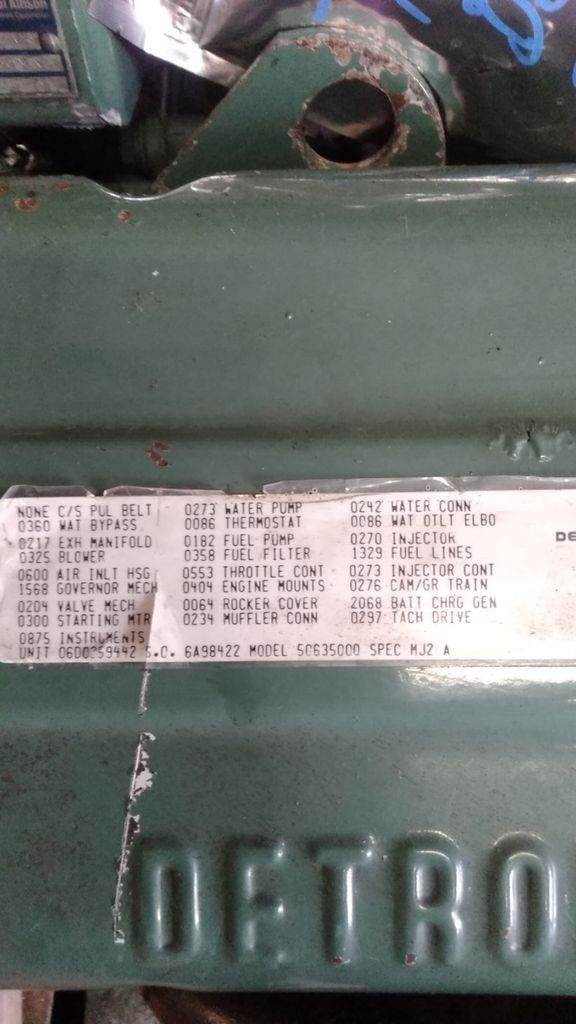 NONE C/S PUL BELT 0273 WATER PUMP 0242 WATER CONN
0360 WAT BYPASS 0086 THERMOSTAT 0086 WAT OTLT ELBO
0217 EXH MANIFOLD 0182 FUEL PUMP 0270 INJECTOR
0325 BLOWER 0358 FUEL FILTER 1329 FUEL LINES
0600 AIR INLT HSG 0553 THROTTLE CONT 0273 INJECTOR CONT
1568 GOVERNOR MECH 0404 ENGINE MOUNTS 0276 CAM/GR TRAIN
0204 VALVE MECH 0064 ROCKER COVER 2068 BATT CHRG GEN
0300 STARTING MTR 0234 MUFFLER CONN 0297 TACH DRIVE
0875 INSTRUMENTS
UNIT 06D0259442 S.O. 6A98422 MODEL 5C635000 SPEC MJ2 A
DE
DETRO